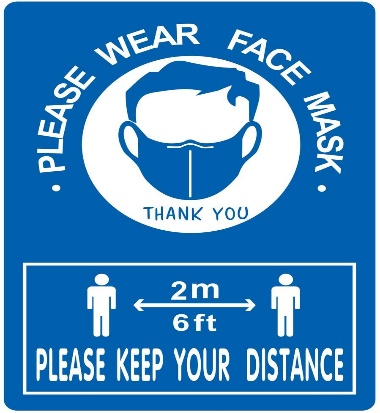 PLEASE WEAR FACE MASK
THANK YOU
2m
6ft
PLEASE KEEP YOUR DISTANCE